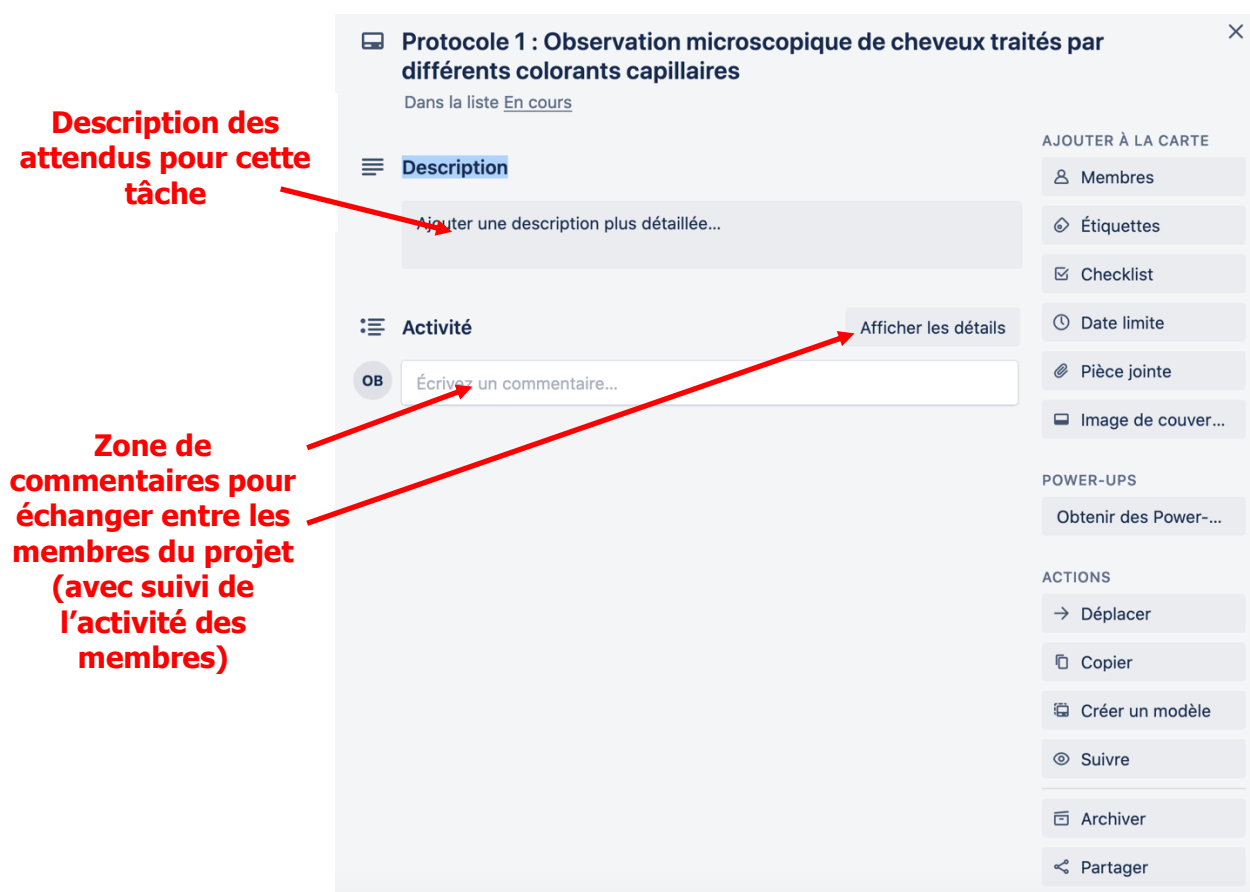 Protocole 1 : Observation microscopique de cheveux traités par
différents colorants capillaires
Dans la liste En cours
Description des
attendus pour cette
tâche
Description
Ajouter une description plus détaillée...
Activité
Afficher les détails
OB
Écrivez un commentaire...
Zone de
commentaires pour
échanger entre les
membres du projet
(avec suivi de
l’activité des
membres)
AJOUTER À LA CARTE
Membres
Étiquettes
Checklist
Date limite
Pièce jointe
Image de couver...
POWER-UPS
Obtenir des Power-...
ACTIONS
Déplacer
Copier
Créer un modèle
Suivre
Archiver
Partager